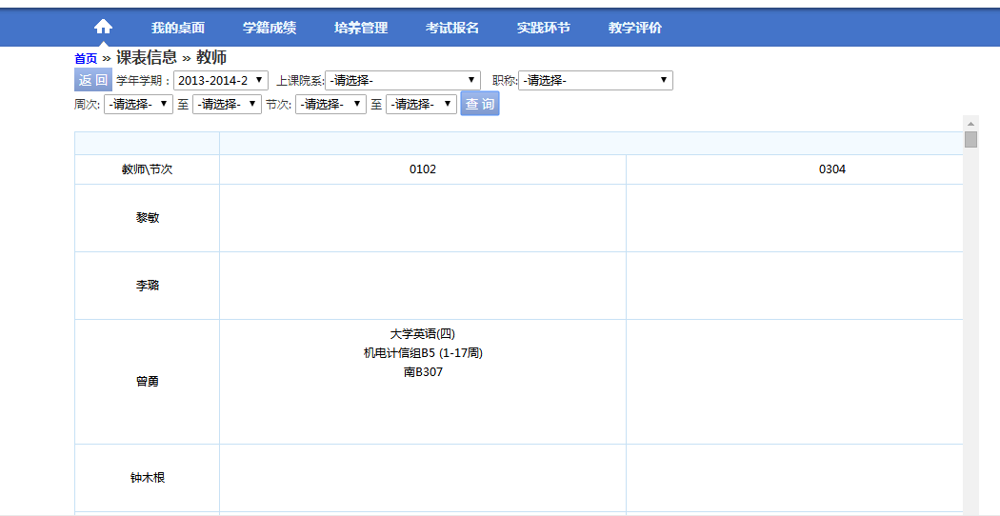 我的桌面 学籍成绩 培养管理 考试报名 实践环节 教学评价
首页 » 课表信息 » 教师
返 回 学年学期：2013-2014-2 上课院系:-请选择- 职称:-请选择-
周次: -请选择- 至 -请选择- 节次: -请选择- 至 -请选择- 查 询
教师\节次 0102 0304
黎敏
李璐
大学英语(四)
机电计信组B5 (1-17周)
南B307
曾勇
钟木根